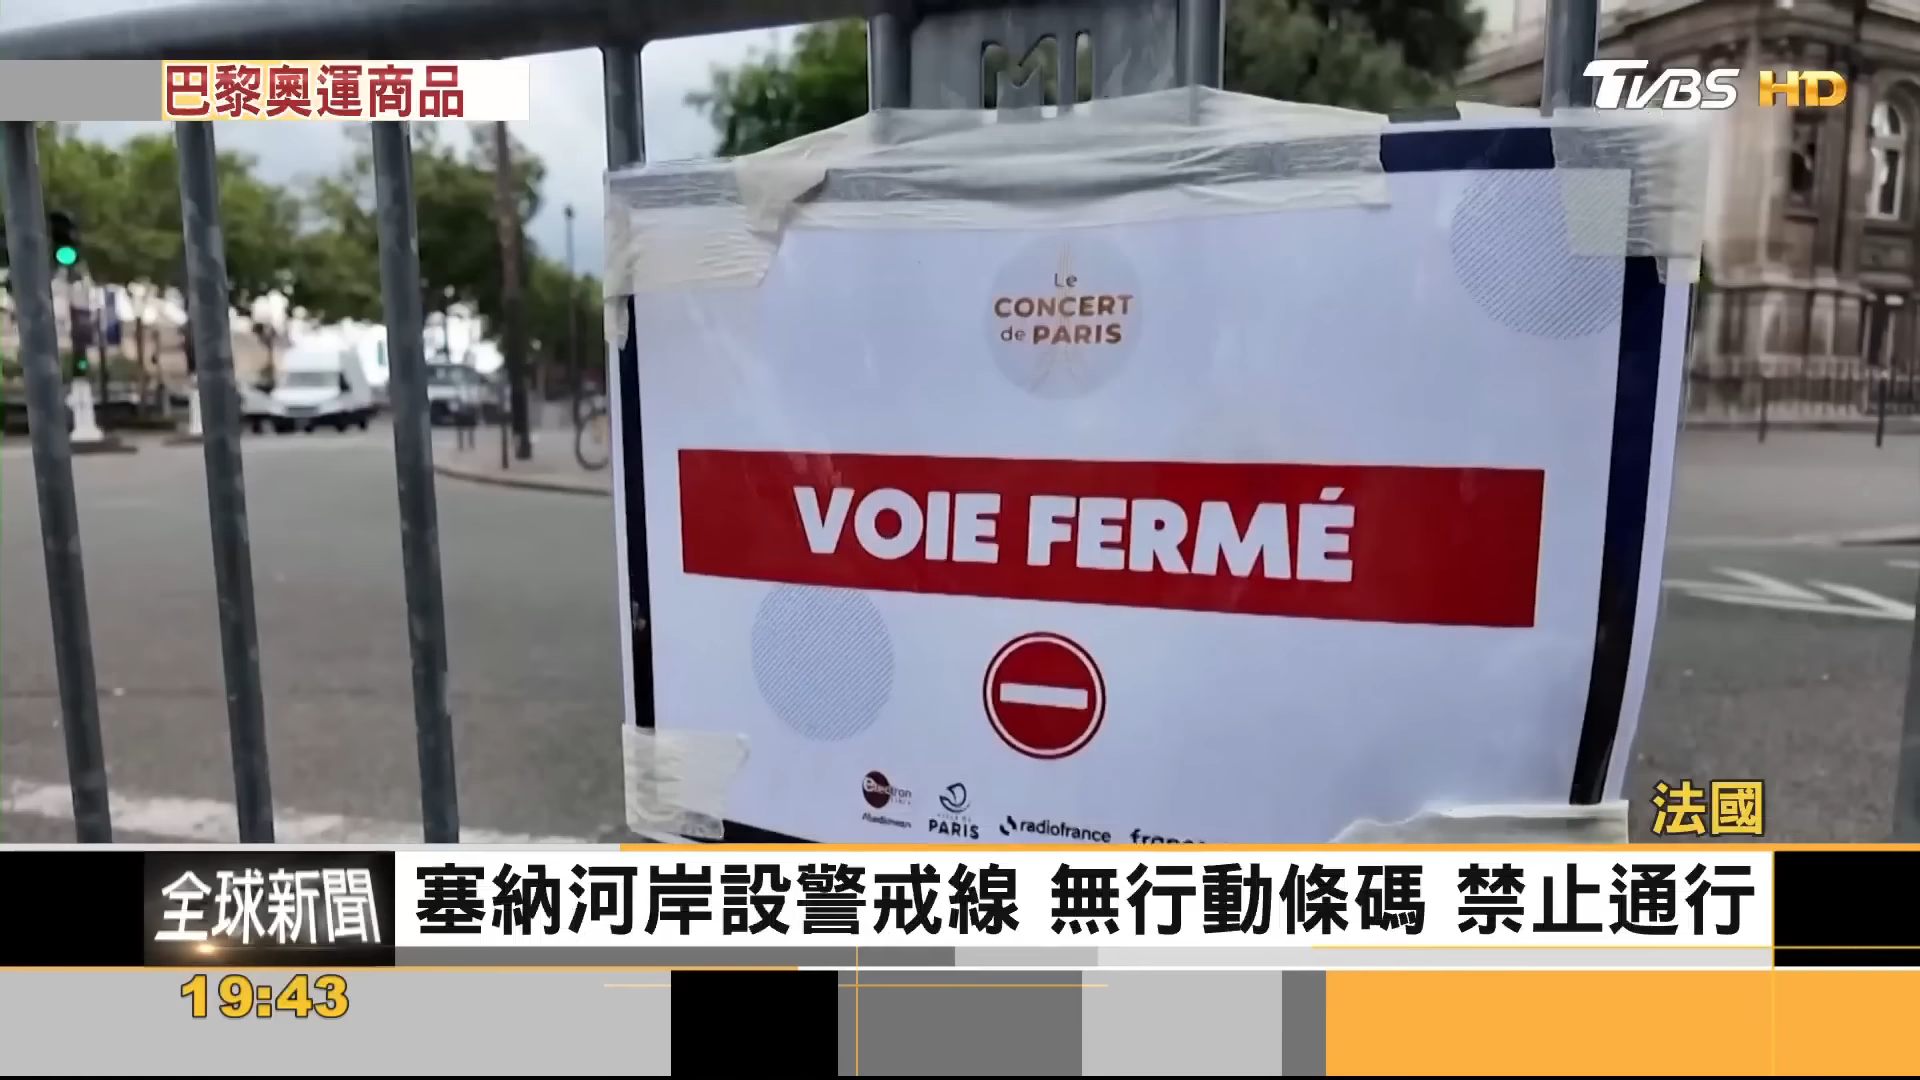 巴黎奧運商品
TVBS HD
Le
CONCERT
de PARIS
VOIE FERMÉ
VILLE DE
PARIS
radiofrance
法國
全球新聞
塞納河岸設警戒線 無行動條碼 禁止通行
19:43